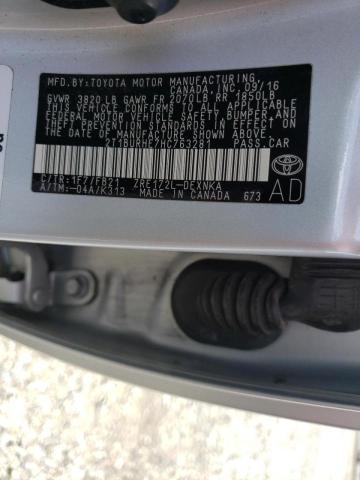 MFD.BY:TOYOTA MOTOR MANUFACTURING,
CANADA, INC. 09/16
GVWR 3820 LB GAWR FR 2070LB RR 1850LB
THIS VEHICLE CONFORMS TO ALL APPLICABLE
FEDERAL MOTOR VEHICLE SAFETY, BUMPER, AND
THEFT PREVENTION STANDARDS IN EFFECT ON
THE DATE OF MANUFACTURE SHOWN ABOVE.
2T1BURHE7HC763281 PASS.CAR
C/TR:1F7/FB21 ZRE172L-DEXNKA
A/TM:-04A/K313 MADE IN CANADA 673
AD